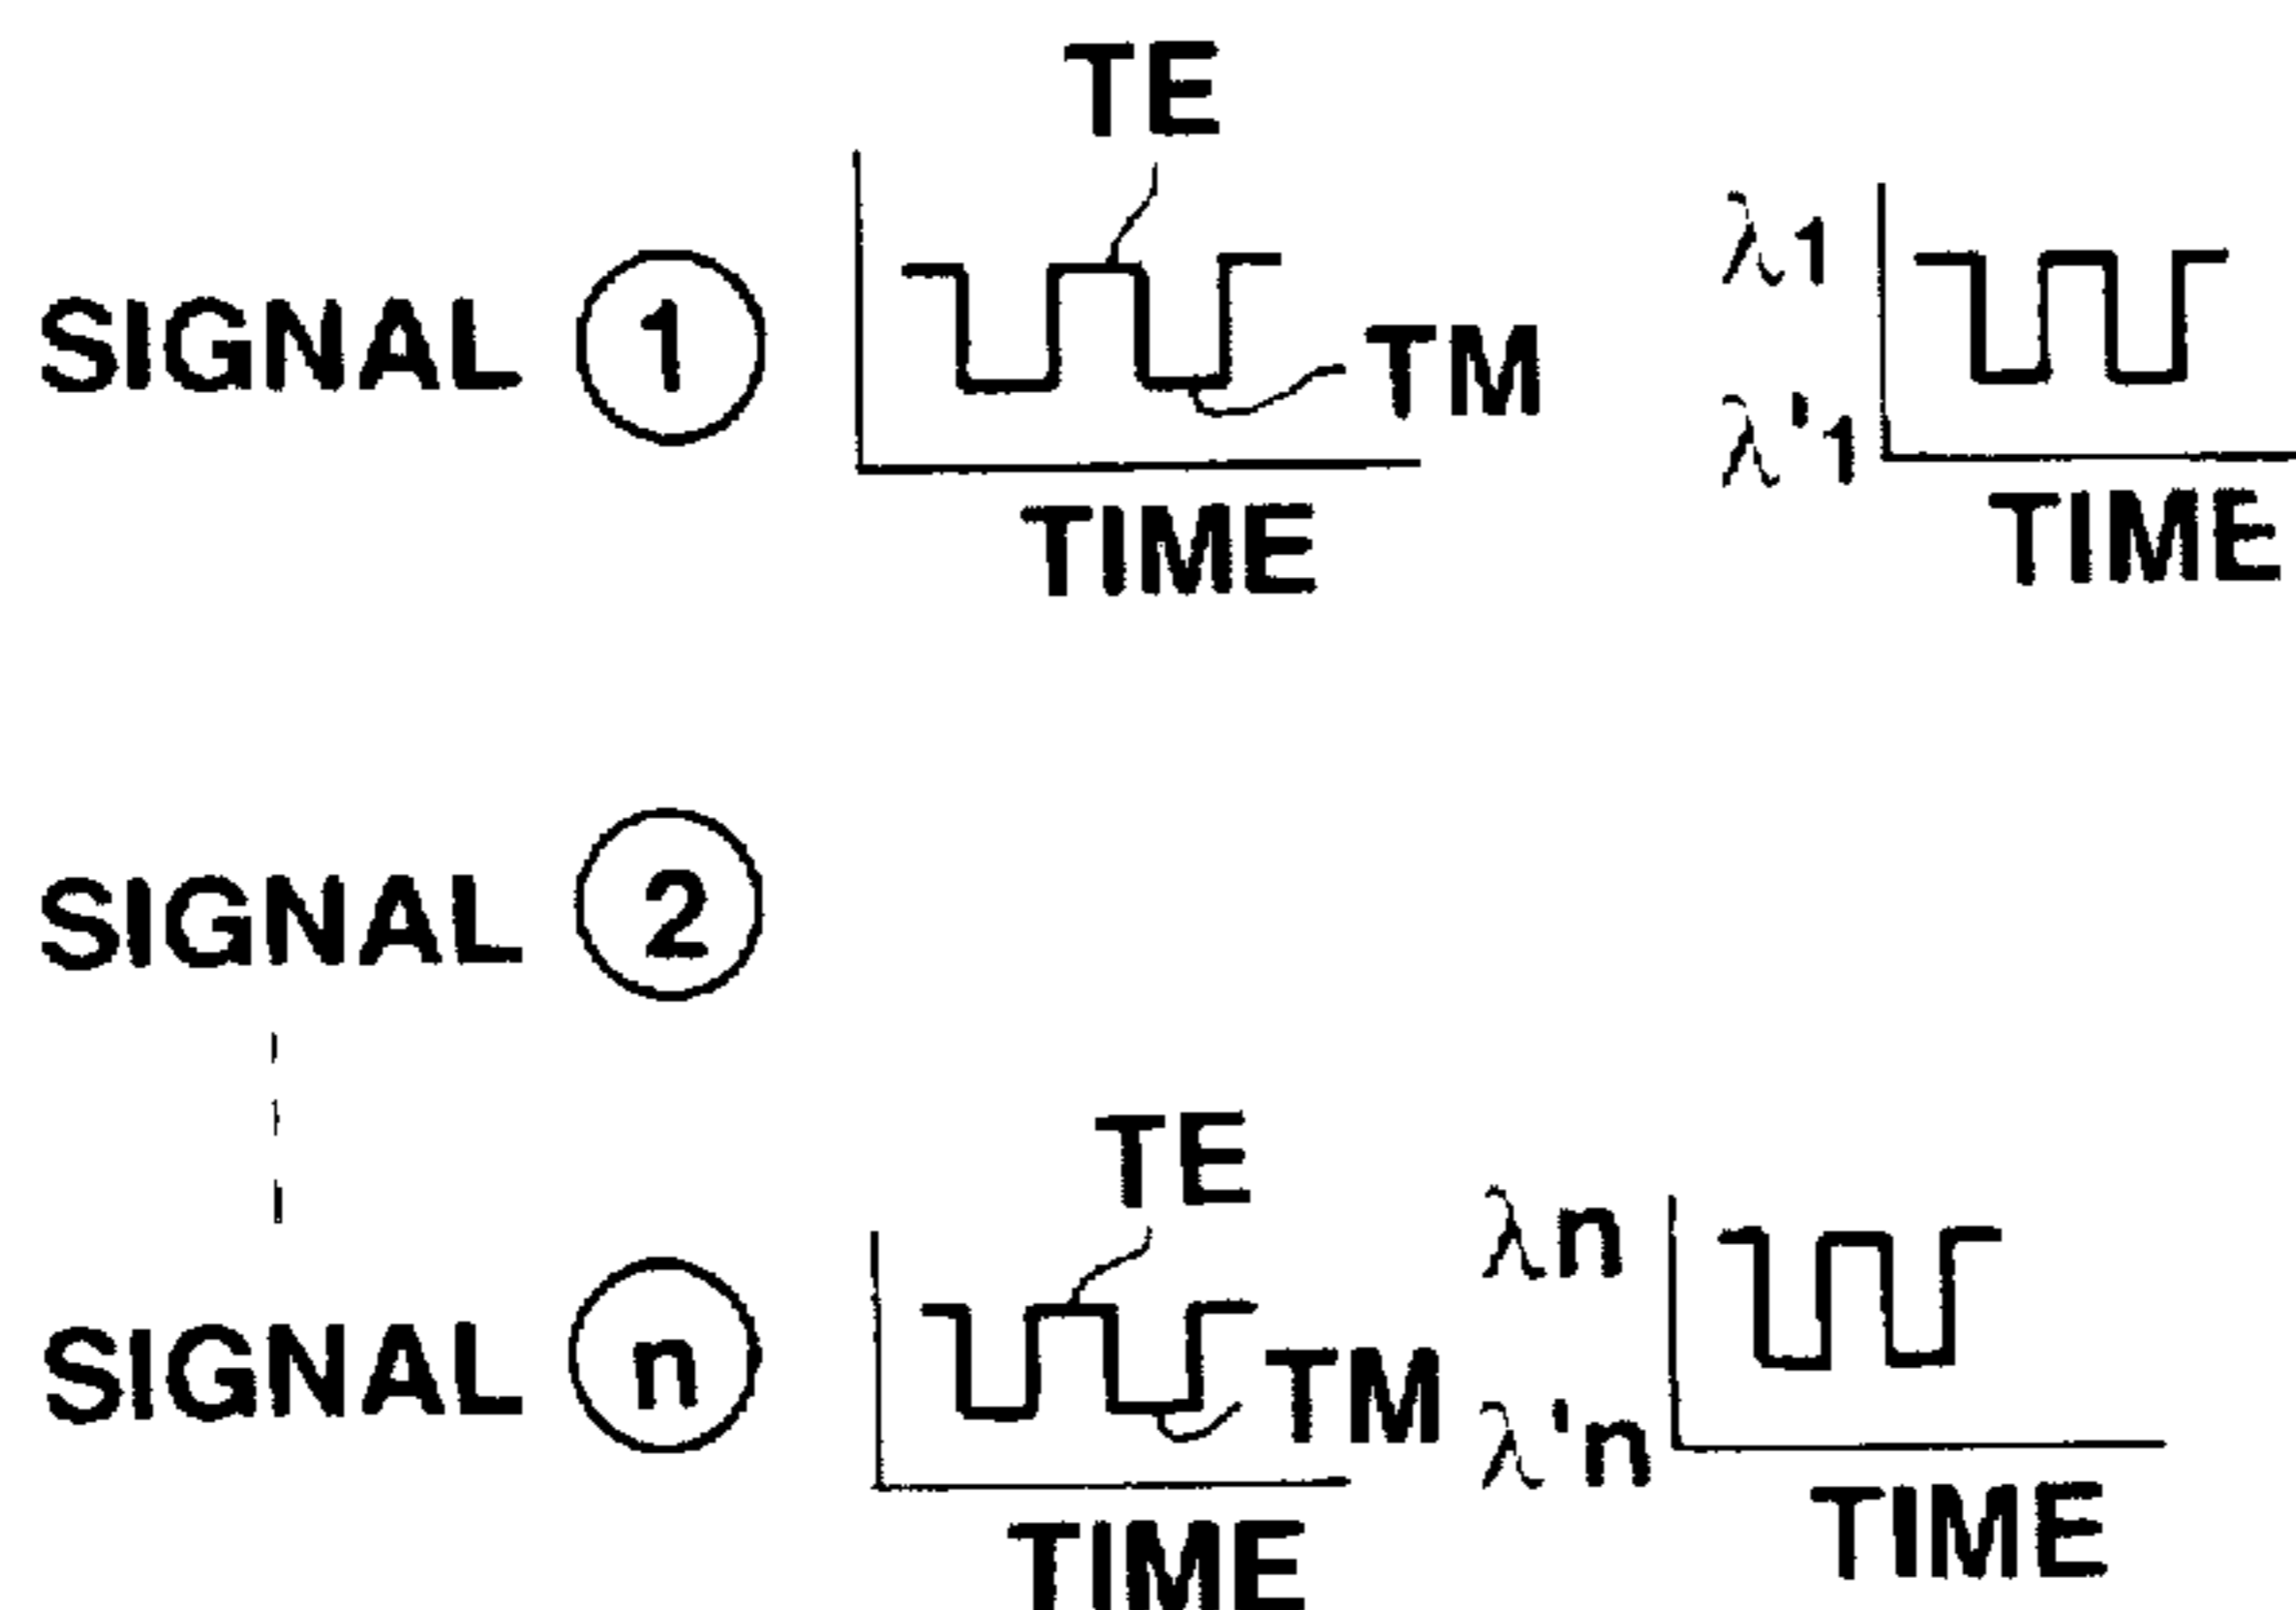 TE
SIGNAL 1
TM
λ1
λ'1
TIME
TIME
SIGNAL 2
TE
λn
SIGNAL n
TM
λ'n
TIME
TIME